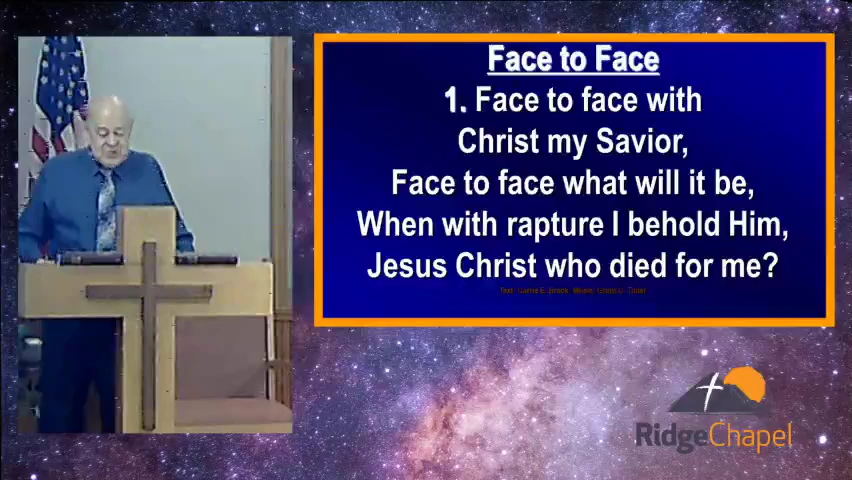 Face to Face
1. Face to face with
Christ my Savior,
Face to face what will it be,
When with rapture I behold Him,
Jesus Christ who died for me?
RidgeChapel